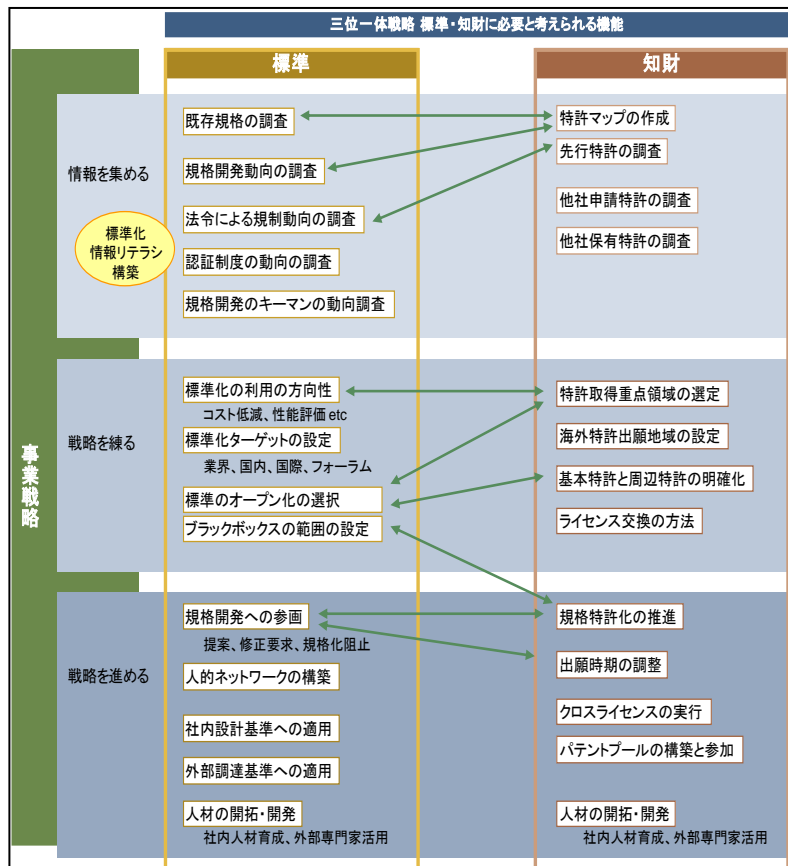 三位一体戦略 標準・知財に必要と考えられる機能
標準
知財
事業戦略
情報を集める
標準化
情報リテラシ
構築
既存規格の調査
規格開発動向の調査
法令による規制動向の調査
認証制度の動向の調査
規格開発のキーマンの動向調査
特許マップの作成
先行特許の調査
他社申請特許の調査
他社保有特許の調査
戦略を練る
標準化の利用の方向性
コスト低減、性能評価 etc
標準化ターゲットの設定
業界、国内、国際、フォーラム
標準のオープン化の選択
ブラックボックスの範囲の設定
特許取得重点領域の選定
海外特許出願地域の設定
基本特許と周辺特許の明確化
ライセンス交換の方法
戦略を進める
規格開発への参画
提案、修正要求、規格化阻止
人的ネットワークの構築
社内設計基準への適用
外部調達基準への適用
人材の開拓・開発
社内人材育成、外部専門家活用
規格特許化の推進
出願時期の調整
クロスライセンスの実行
パテントプールの構築と参加
人材の開拓・開発
社内人材育成、外部専門家活用